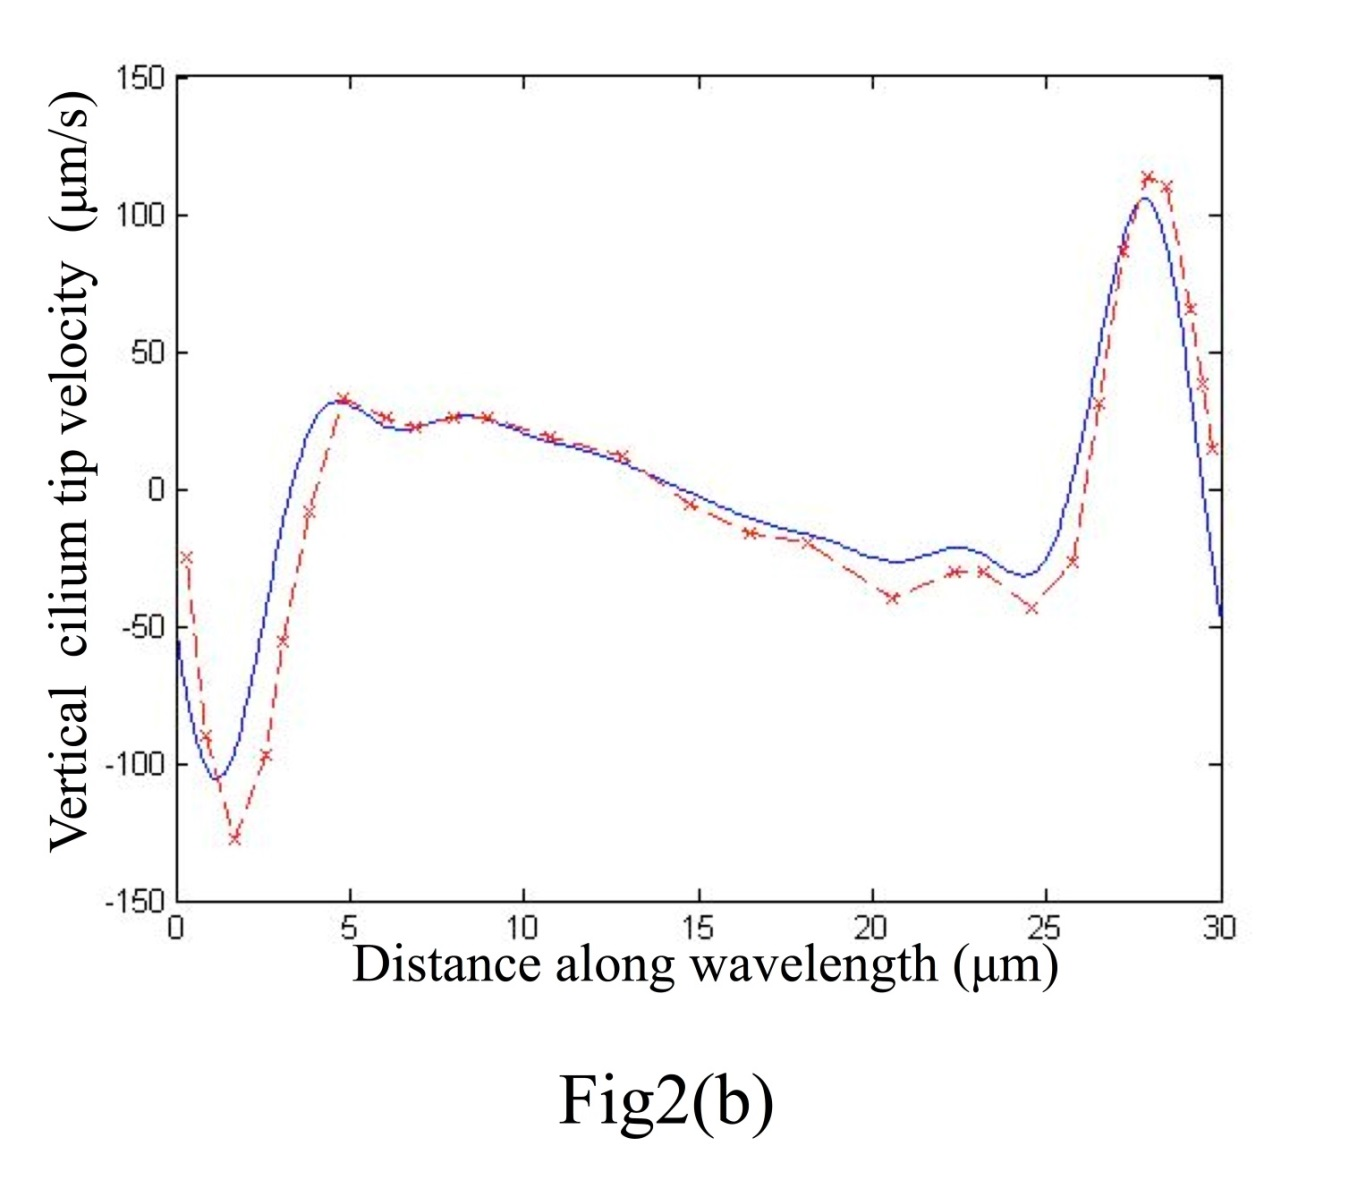 Vertical cilium tip velocity (μm/s)
150
100
50
0
-50
-100
-150
0 5 10 15 20 25 30
Distance along wavelength (μm)
Fig2(b)